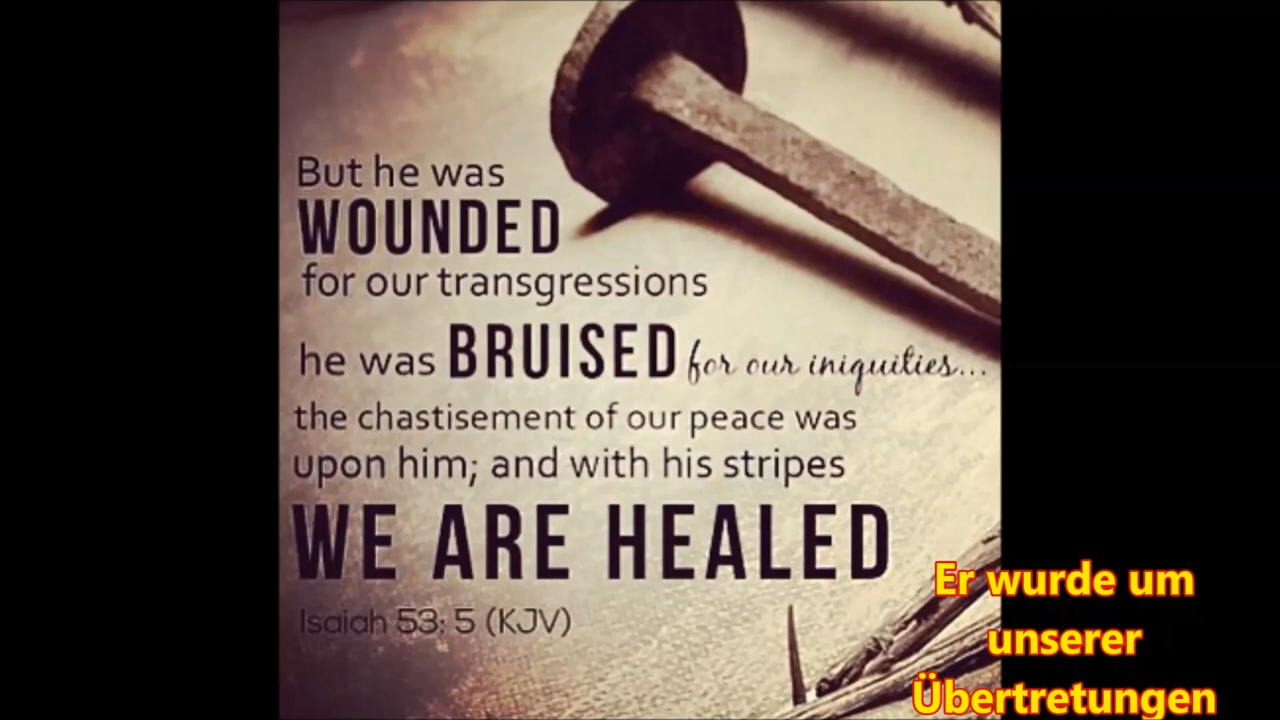 But he was
WOUNDED
for our transgressions
he was BRUISED for our iniquities...
the chastisement of our peace was
upon him; and with his stripes
WE ARE HEALED
Isaiah 53: 5 (KJV)
Er wurde um
unserer
Übertretungen